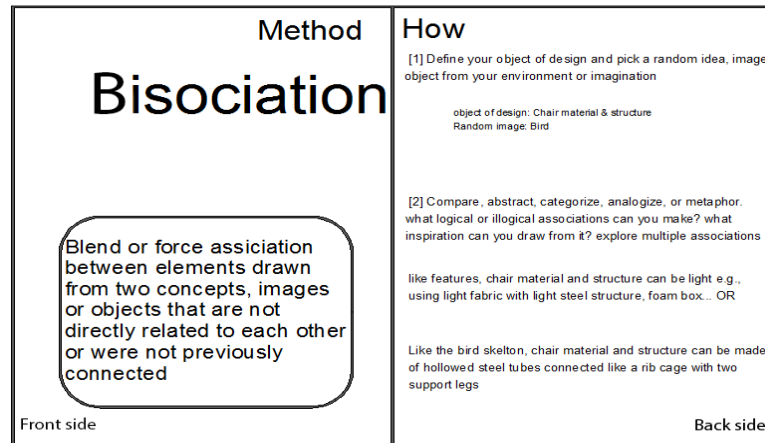 Method
Bisociation
Blend or force assiciation
between elements drawn
from two concepts, images
or objects that are not
directly related to each other
or were not previously
connected
Front side
How
[1] Define your object of design and pick a random idea, image
object from your environment or imagination
object of design: Chair material & structure
Random image: Bird
[2] Compare, abstract, categorize, analogize, or metaphor.
what logical or illogical associations can you make? what
inspiration can you draw from it? explore multiple associations
like features, chair material and structure can be light e.g.,
using light fabric with light steel structure, foam box... OR
Like the bird skelton, chair material and structure can be made
of hollowed steel tubes connected like a rib cage with two
support legs
Back side